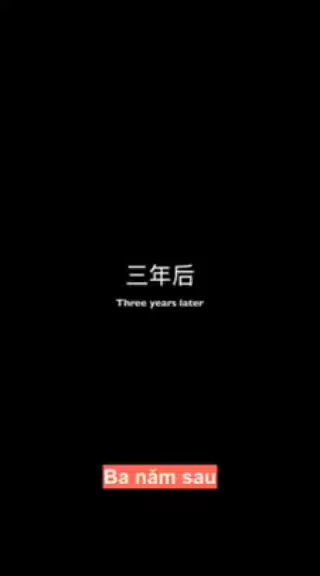 三年后
Three years later
Ba năm sau